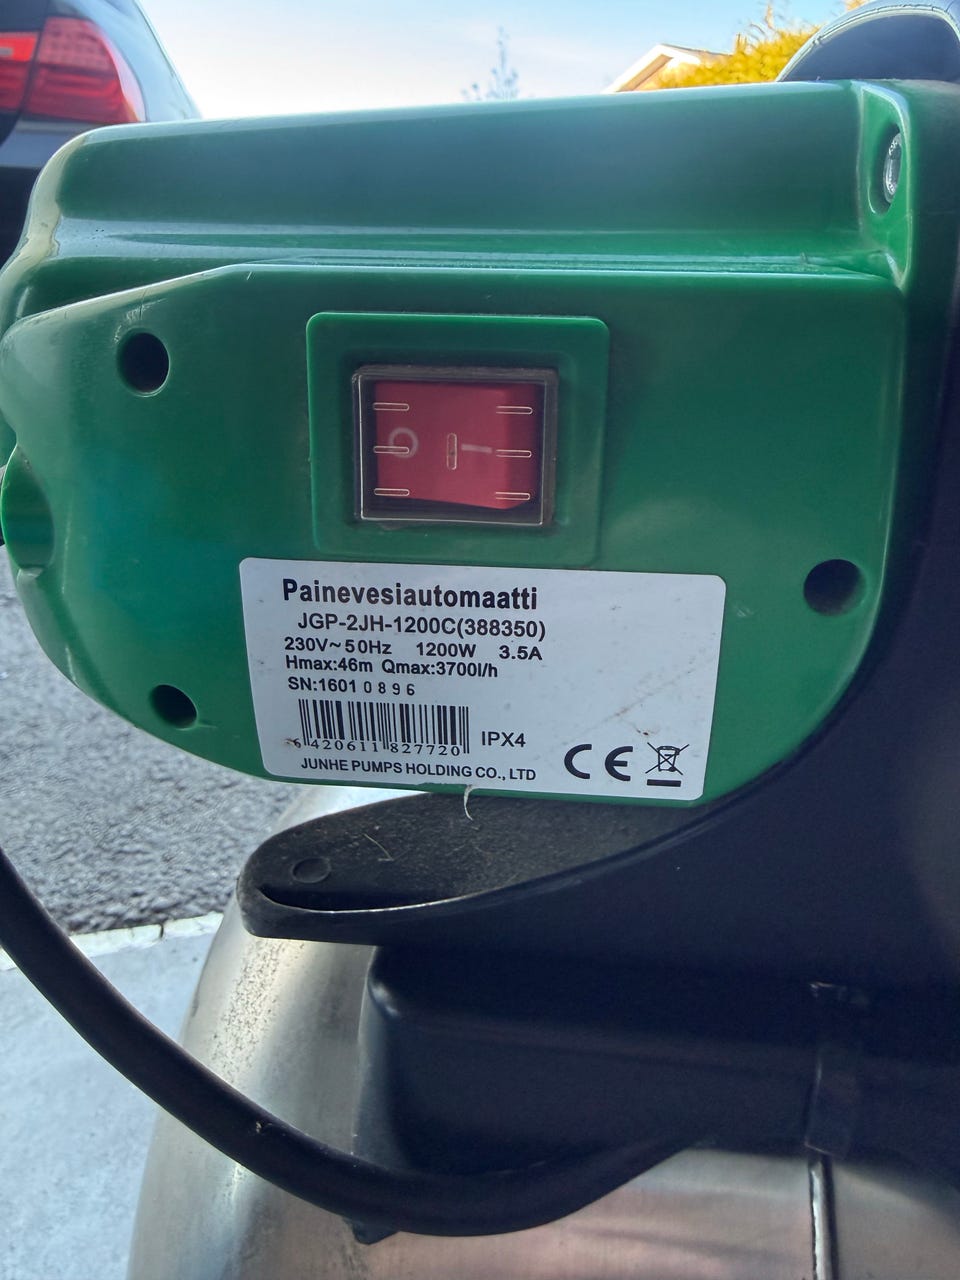 Painevesiautomaatti
JGP-2JH-1200C(388350)
230V~50Hz 1200W 3.5A
Hmax:46m Qmax:3700l/h
SN:1601 0896
6 420611 827720
IPX4
JUNHE PUMPS HOLDING CO., LTD
CE